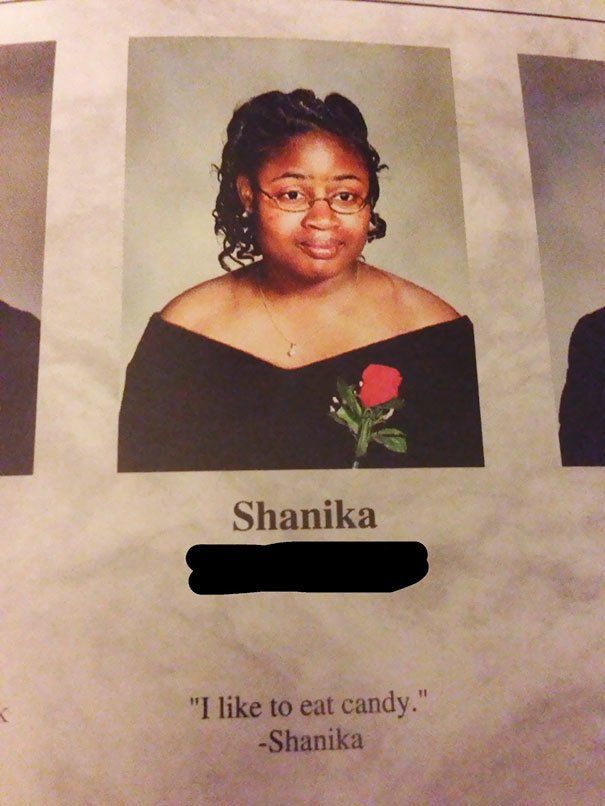 Shanika
"I like to eat candy."
-Shanika